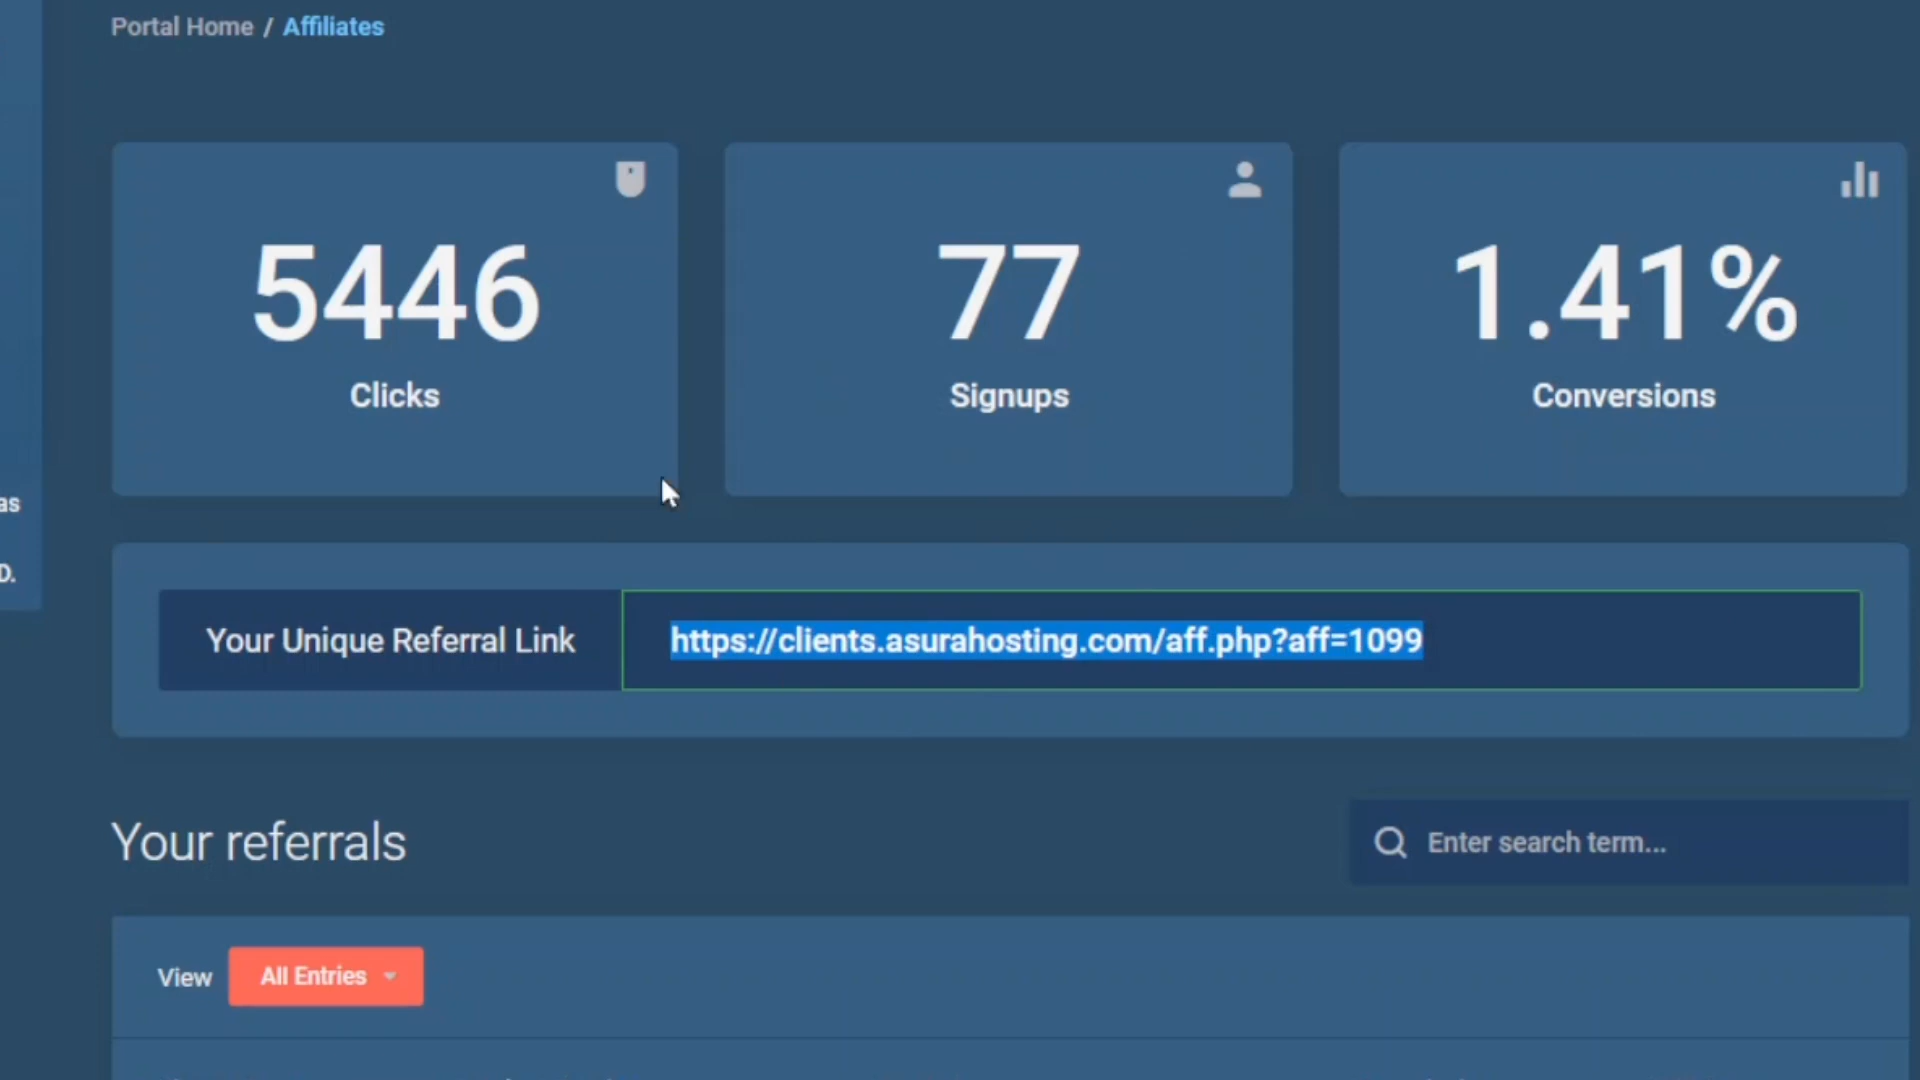 Portal Home / Affiliates
5446
Clicks
77
Signups
1.41%
Conversions
as
D.
Your Unique Referral Link
https://clients.asurahosting.com/aff.php?aff=1099
Your referrals
Enter search term...
View
All Entries